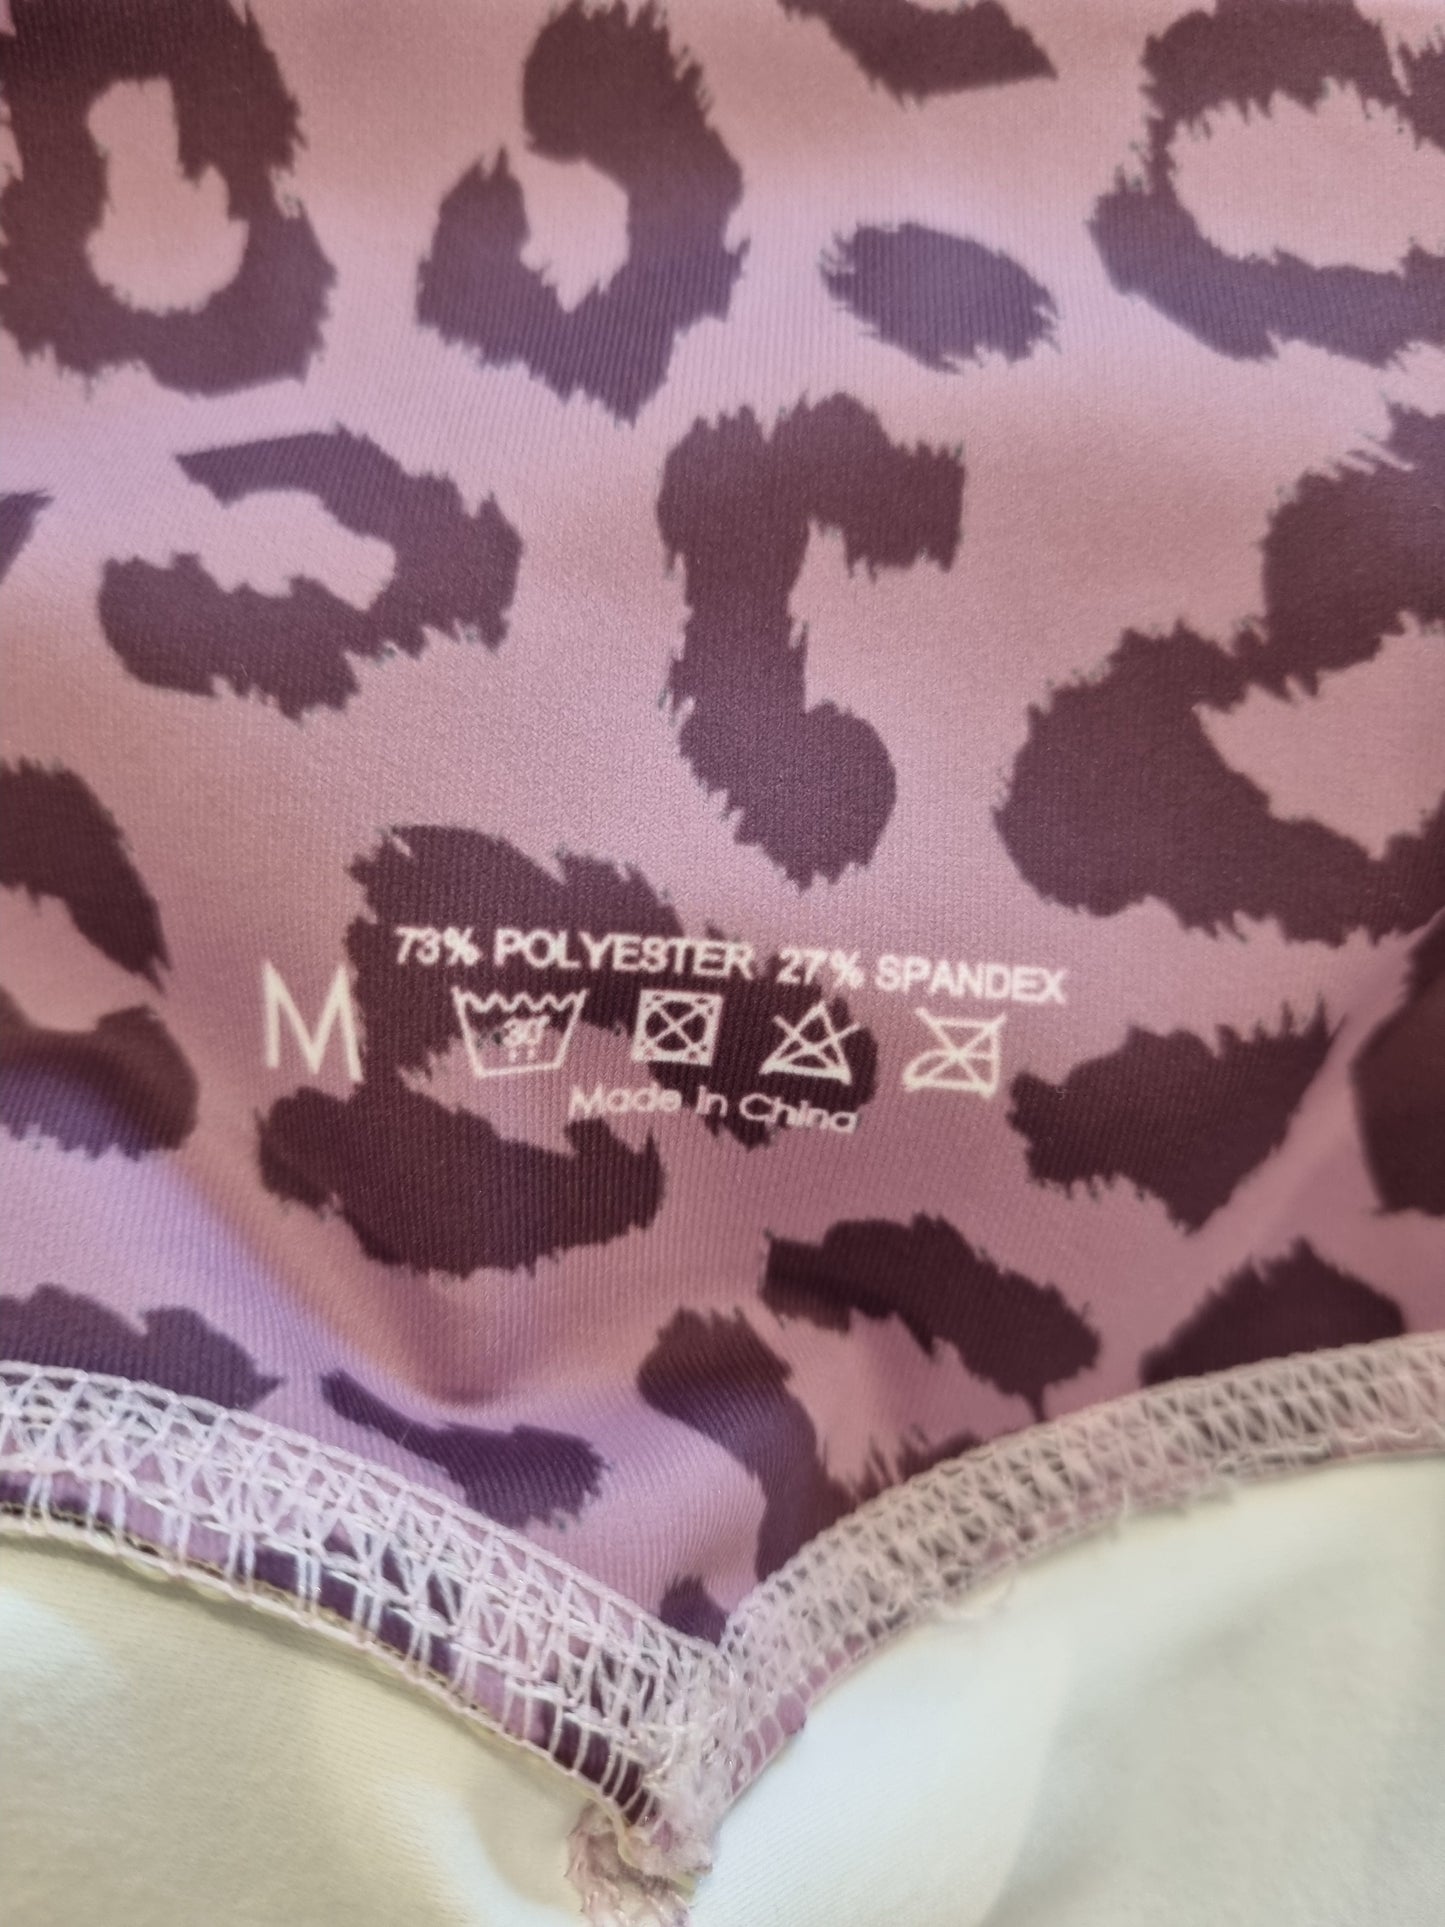 M
73% POLYESTER 27% SPANDEX
30°
Made in China